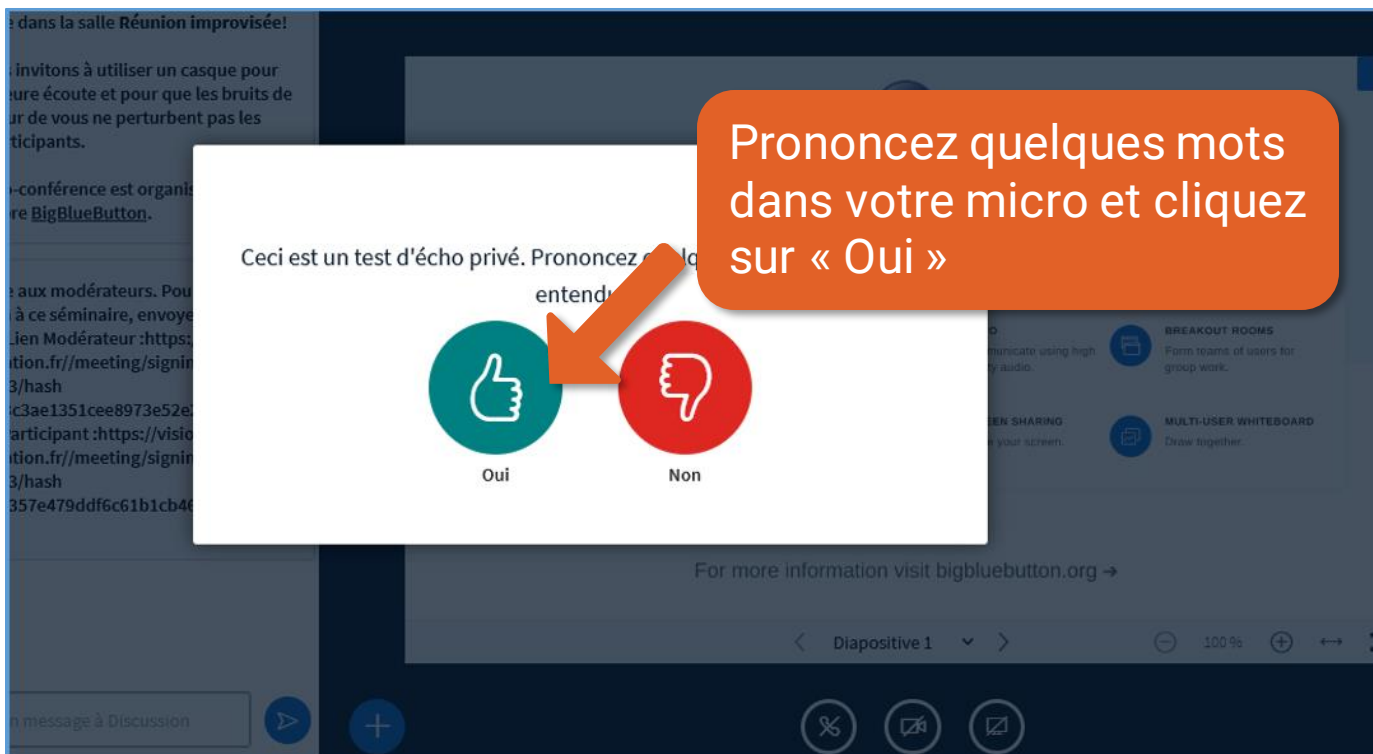 dans la salle Réunion improvisée!
invitons à utiliser un casque pour
eure écoute et pour que les bruits de
ur de vous ne perturbent pas les
ticipants.
-conférence est organis
re BigBlueButton.
aux modérateurs. Pou
à ce séminaire, envoye
Lien Modérateur :https:
ation.fr//meeting/signin
3/hash
c3ae1351cee8973e52e
articipant :https://visio
ation.fr//meeting/signin
3/hash
357e479ddf6c61b1cb46
Prononcez quelques mots
dans votre micro et cliquez
sur « Oui »
Ceci est un test d'écho privé. Prononcez
entendu
Oui
Non
municate using high
y audio.
BREAKOUT ROOMS
Form teams of users for
group work.
EEN SHARING
your screen.
MULTI-USER WHITEBOARD
Draw together.
For more information visit bigbluebutton.org →
Diapositive 1
100%
n message à Discussion